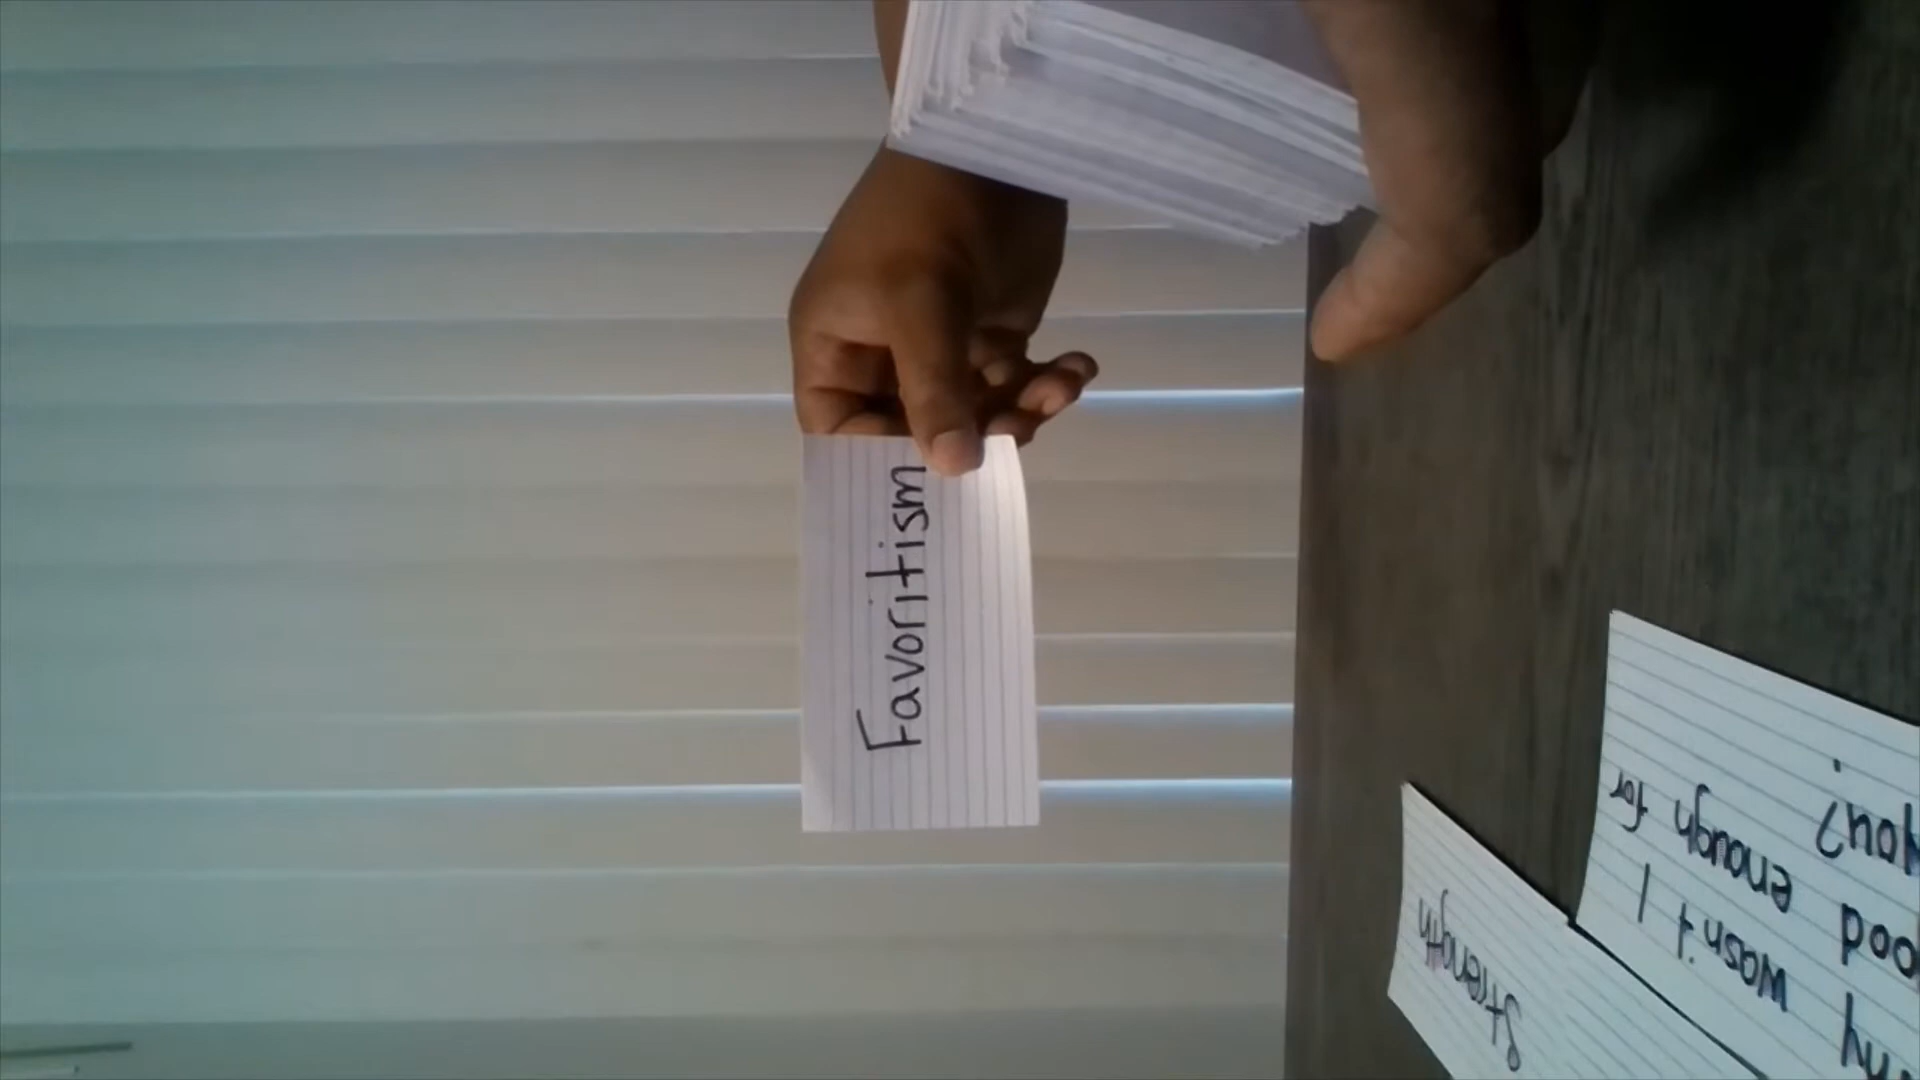 Favoritism
Strength
wasn't I
enough for
you?